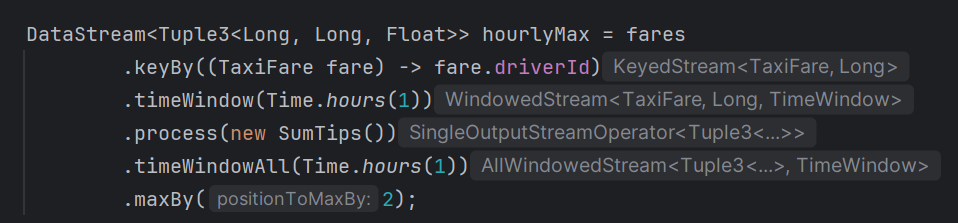 DataStream<Tuple3<Long, Long, Float>> hourlyMax = fares
.keyBy((TaxiFare fare) -> fare.driverId) KeyedStream<TaxiFare, Long>
.timeWindow(Time.hours(1)) WindowedStream<TaxiFare, Long, TimeWindow>
.process(new SumTips()) SingleOutputStreamOperator<Tuple3<...>>
.timeWindowAll(Time.hours(1)) AllWindowedStream<Tuple3<...>, TimeWindow>
.maxBy( positionToMaxBy: 2);